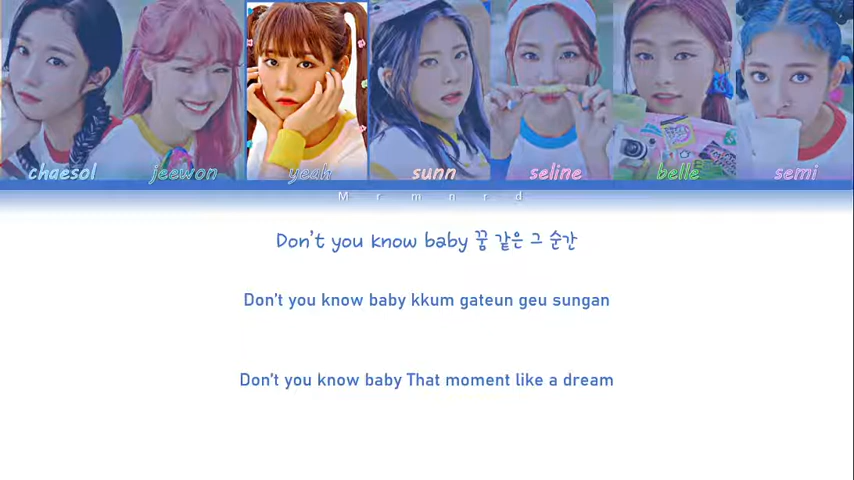 chaesol jeewon yeah sunn seline belle semi
M r m n r d
Don't you know baby 꿈 같은 그 순간
Don't you know baby kkum gateun geu sungan
Don't you know baby That moment like a dream